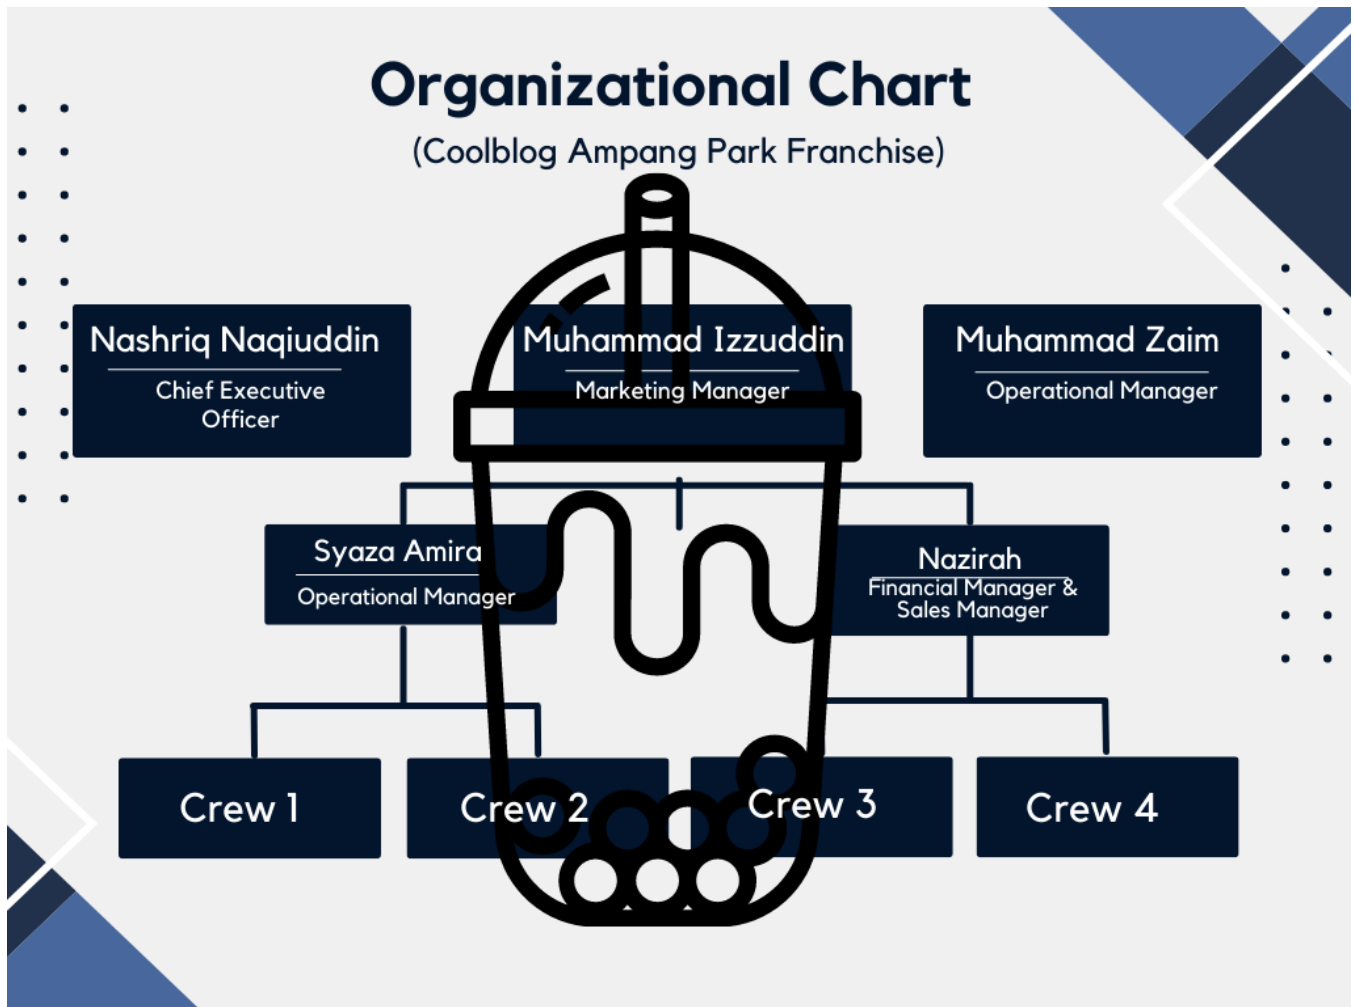 Organizational Chart
(Coolblog Ampang Park Franchise)
Nashriq Naqiuddin
Chief Executive
Officer
Muhammad Izzuddin
Marketing Manager
Muhammad Zaim
Operational Manager
Syaza Amira
Operational Manager
Nazirah
Financial Manager &
Sales Manager
Crew 1
Crew 2
Crew 3
Crew 4